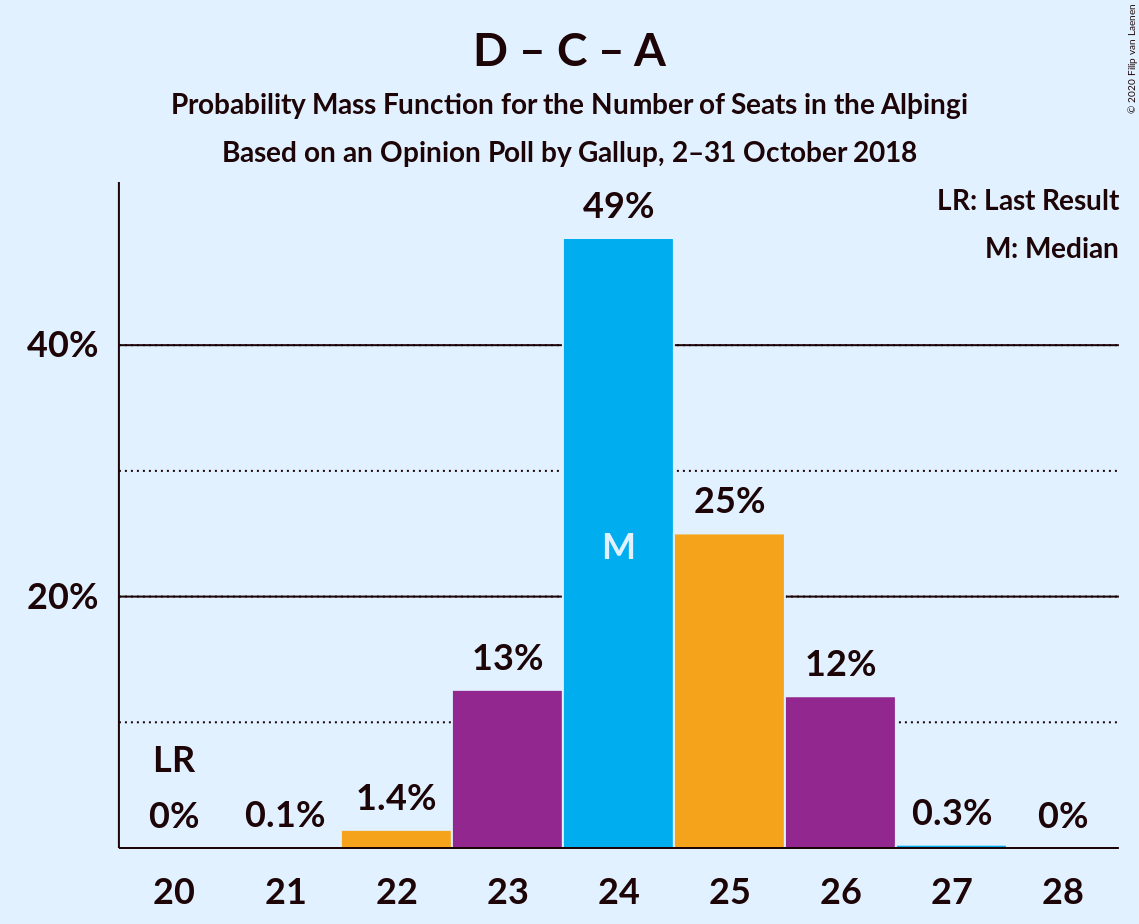 D – C – A
Probability Mass Function for the Number of Seats in the Alþingi
Based on an Opinion Poll by Gallup, 2–31 October 2018
© 2020 Filip van Laenen
LR: Last Result
M: Median
49%
40%
25%
M
20%
13%
12%
LR
0%
0.1%
1.4%
0.3%
0%
20 21 22 23 24 25 26 27 28